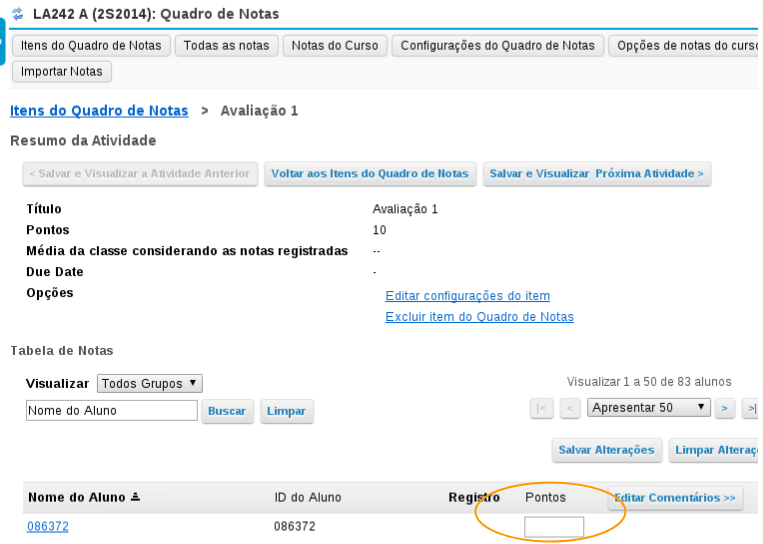 LA242 A (2S2014): Quadro de Notas
Itens do Quadro de Notas Todas as notas Notas do Curso Configurações do Quadro de Notas Opções de notas do curso
Importar Notas
Itens do Quadro de Notas > Avaliação 1
Resumo da Atividade
< Salvar e Visualizar a Atividade Anterior Voltar aos Itens do Quadro de Notas Salvar e Visualizar Próxima Atividade >
Título Avaliação 1
Pontos 10
Média da classe considerando as notas registradas --
Due Date -
Opções Editar configurações do item
Excluir item do Quadro de Notas
Tabela de Notas
Visualizar Todos Grupos Visualizar 1 a 50 de 83 alunos
Nome do Aluno Buscar Limpar |< < Apresentar 50 > >|
Salvar Alterações Limpar Alteraç
Nome do Aluno ID do Aluno Registro Pontos Editar Comentários >>
086372 086372